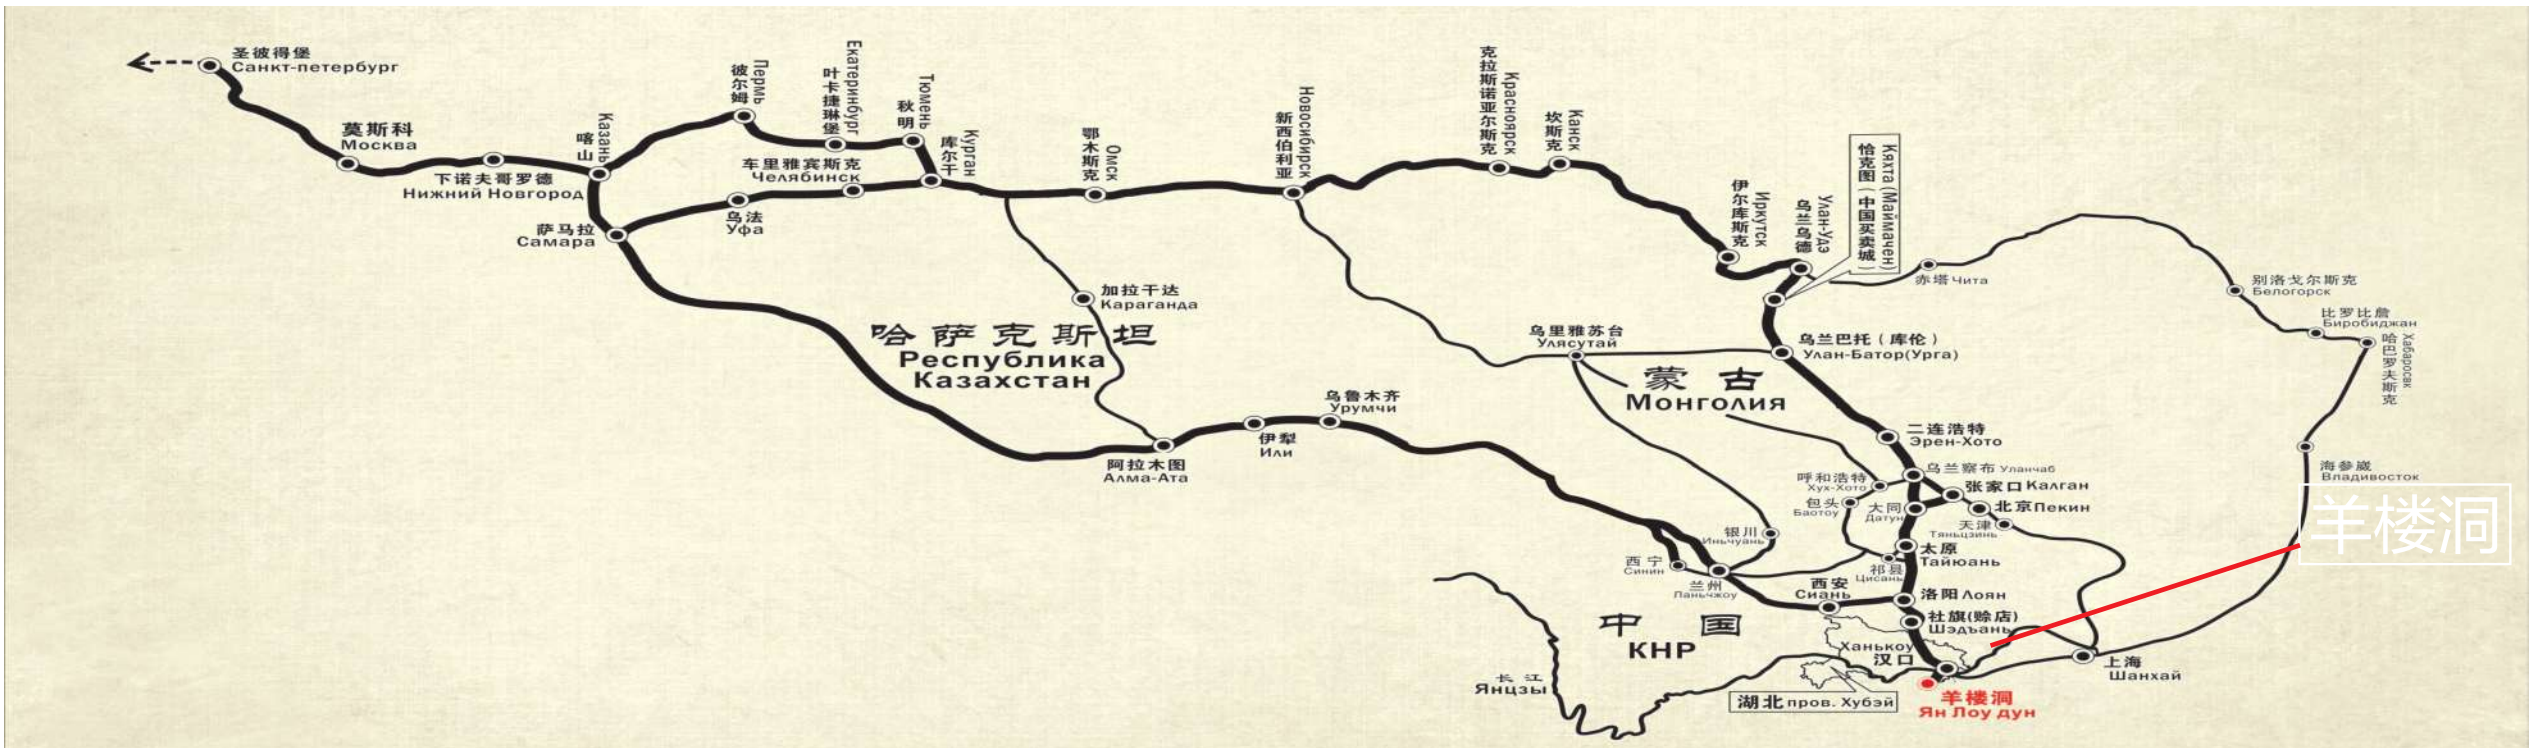 圣彼得堡
Санкт-петербург
莫斯科
Москва
下诺夫哥罗德
Нижний Новгород
喀山
Казань
萨马拉
Самара
彼尔姆
Пермь
叶卡捷琳堡
Екатеринбург
秋明
Тюмень
库尔干
Курган
车里雅宾斯克
Челябинск
乌法
Уфа
鄂木斯克
Омск
新西伯利亚
Новосибирск
克拉斯诺亚尔斯克
Красноярск
坎斯克
Канск
伊尔库斯克
Иркутск
乌兰乌德
Улан-Удэ
恰克图(中国买卖城)
Кяхта(Маймачен)
赤塔 Чита
别洛戈尔斯克
Белогорск
比罗比詹
Биробиджан
哈巴罗夫斯克
Хабаросвк
海参崴
Владивосток
加拉干达
Караганда
哈萨克斯坦
Республика
Казахстан
阿拉木图
Алма-Ата
伊犁
Или
乌鲁木齐
Урумчи
乌里雅苏台
Улясутай
乌兰巴托(库伦)
Улан-Батор(Урга)
蒙古
Монголия
二连浩特
Эрен-Хото
乌兰察布 Уланчаб
呼和浩特
Хух-Хото
张家口 Калган
包头
Баотоу
大同
Датун
北京 Пекин
天津
Тяньцзинь
银川
Иньчуань
西宁
Синин
兰州
Ланьчжоу
太原
Тайюань
祁县
Цисань
西安
Сиань
洛阳 Лоян
社旗(赊店)
Шэдъань
中国
КНР
Ханькоу
汉口
长江
Янцзы
湖北 пров. Хубэй
上海
Шанхай
羊楼洞
Ян Лоу дун
羊楼洞